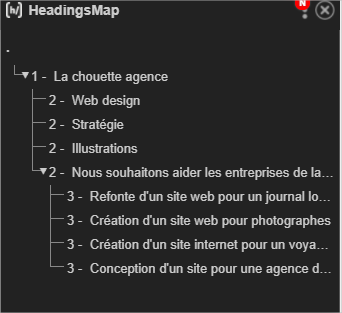 HeadingsMap
N
.
1 - La chouette agence
2 - Web design
2 - Stratégie
2 - Illustrations
2 - Nous souhaitons aider les entreprises de la...
3 - Refonte d'un site web pour un journal lo...
3 - Création d'un site web pour photographes
3 - Création d'un site internet pour un voya...
3 - Conception d'un site pour une agence d...